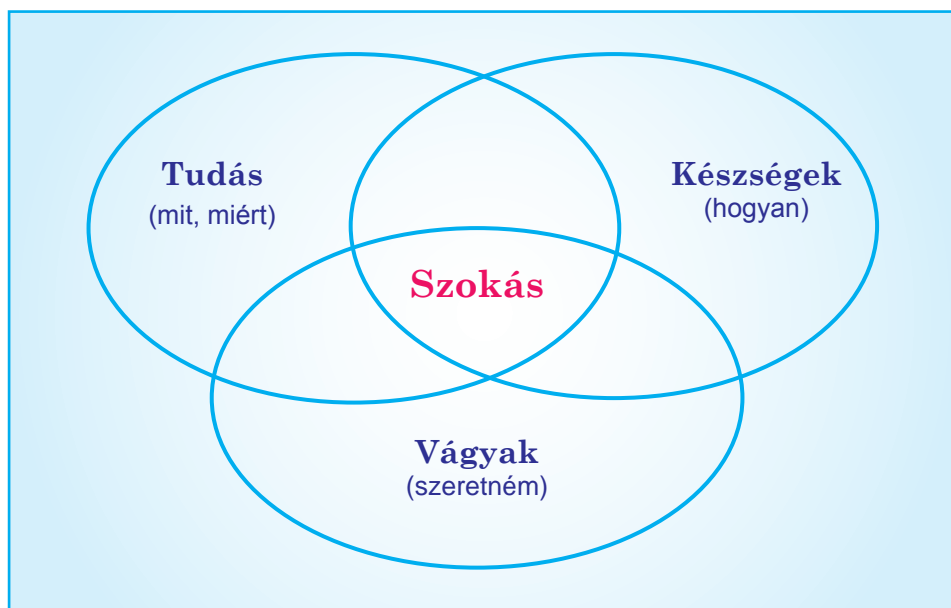 Tudás
(mit, miért)
Készségek
(hogyan)
Szokás
Vágyak
(szeretném)